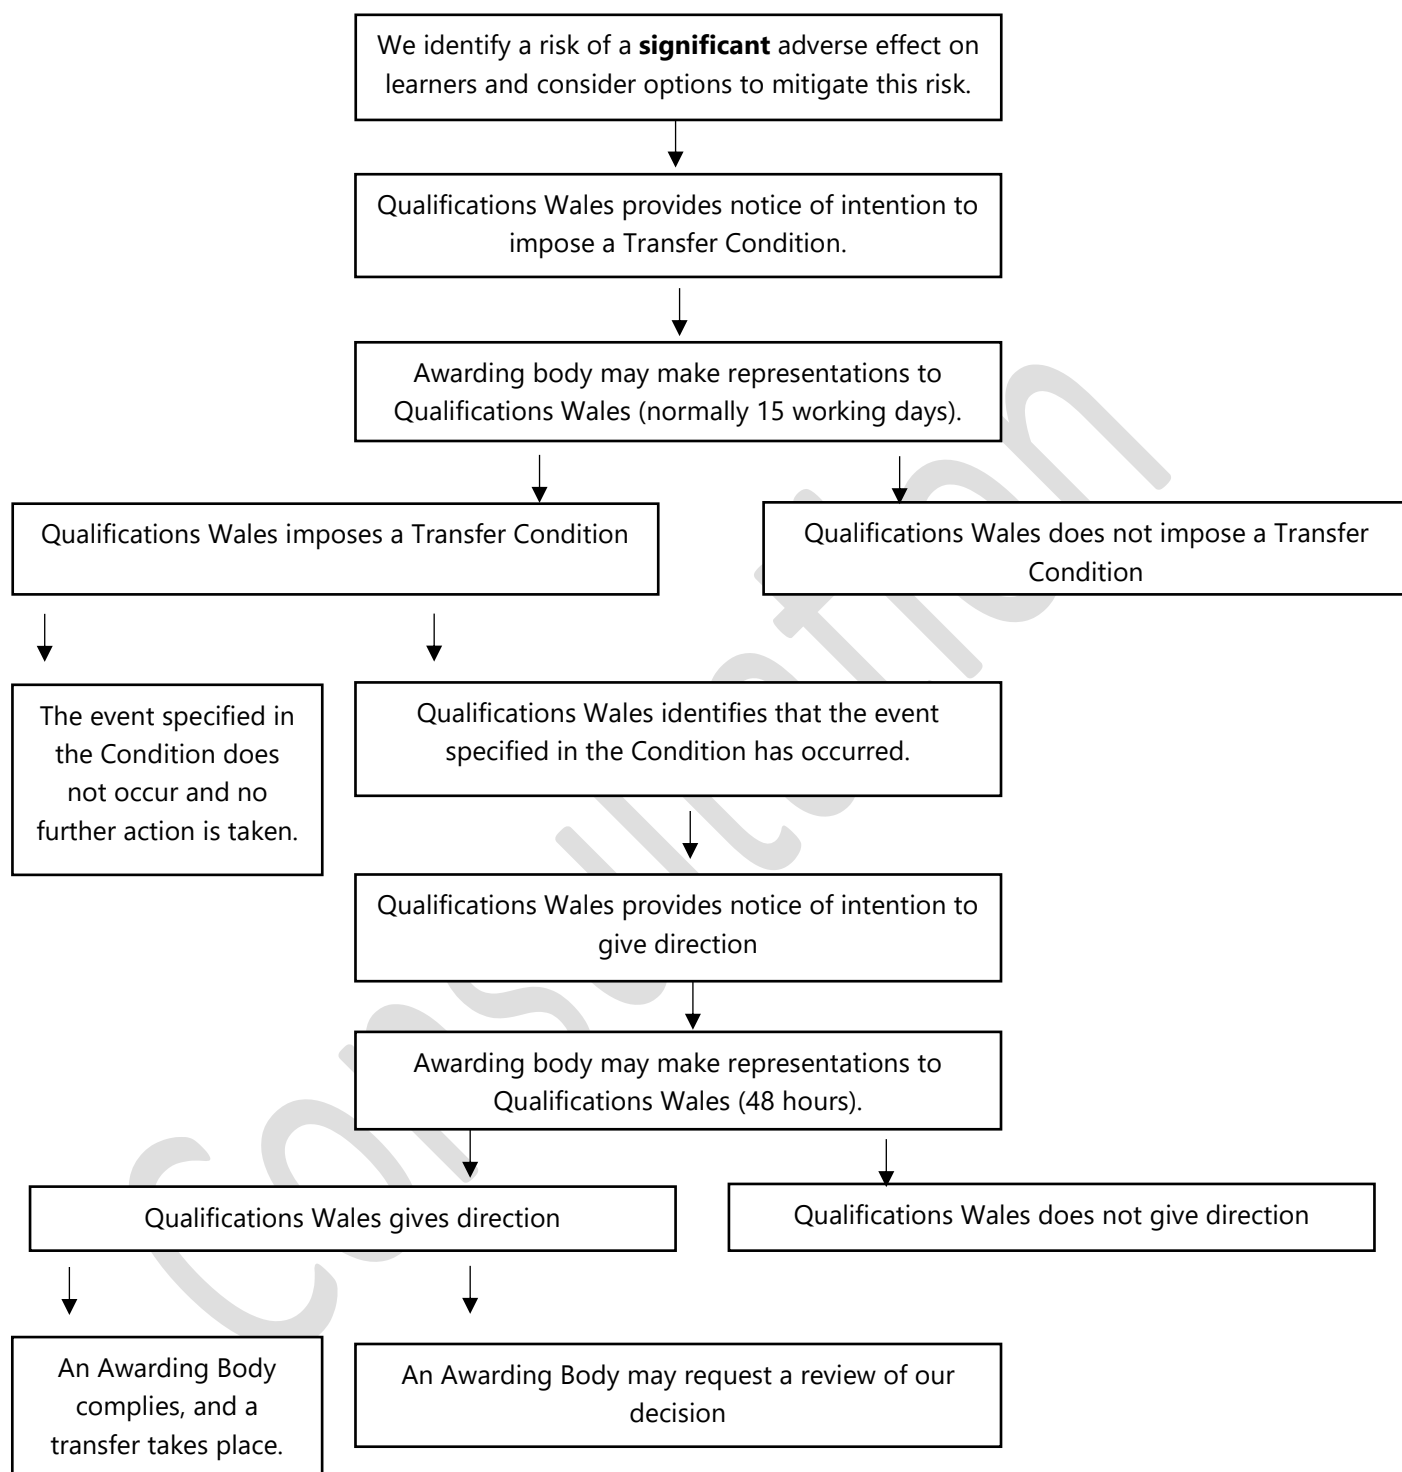 We identify a risk of a significant adverse effect on
learners and consider options to mitigate this risk.
Qualifications Wales provides notice of intention to
impose a Transfer Condition.
Awarding body may make representations to
Qualifications Wales (normally 15 working days).
Qualifications Wales imposes a Transfer Condition
Qualifications Wales does not impose a Transfer
Condition
The event specified in
the Condition does
not occur and no
further action is taken.
Qualifications Wales identifies that the event
specified in the Condition has occurred.
Qualifications Wales provides notice of intention to
give direction
Awarding body may make representations to
Qualifications Wales (48 hours).
Qualifications Wales gives direction
Qualifications Wales does not give direction
An Awarding Body
complies, and a
transfer takes place.
An Awarding Body may request a review of our
decision
Consultation